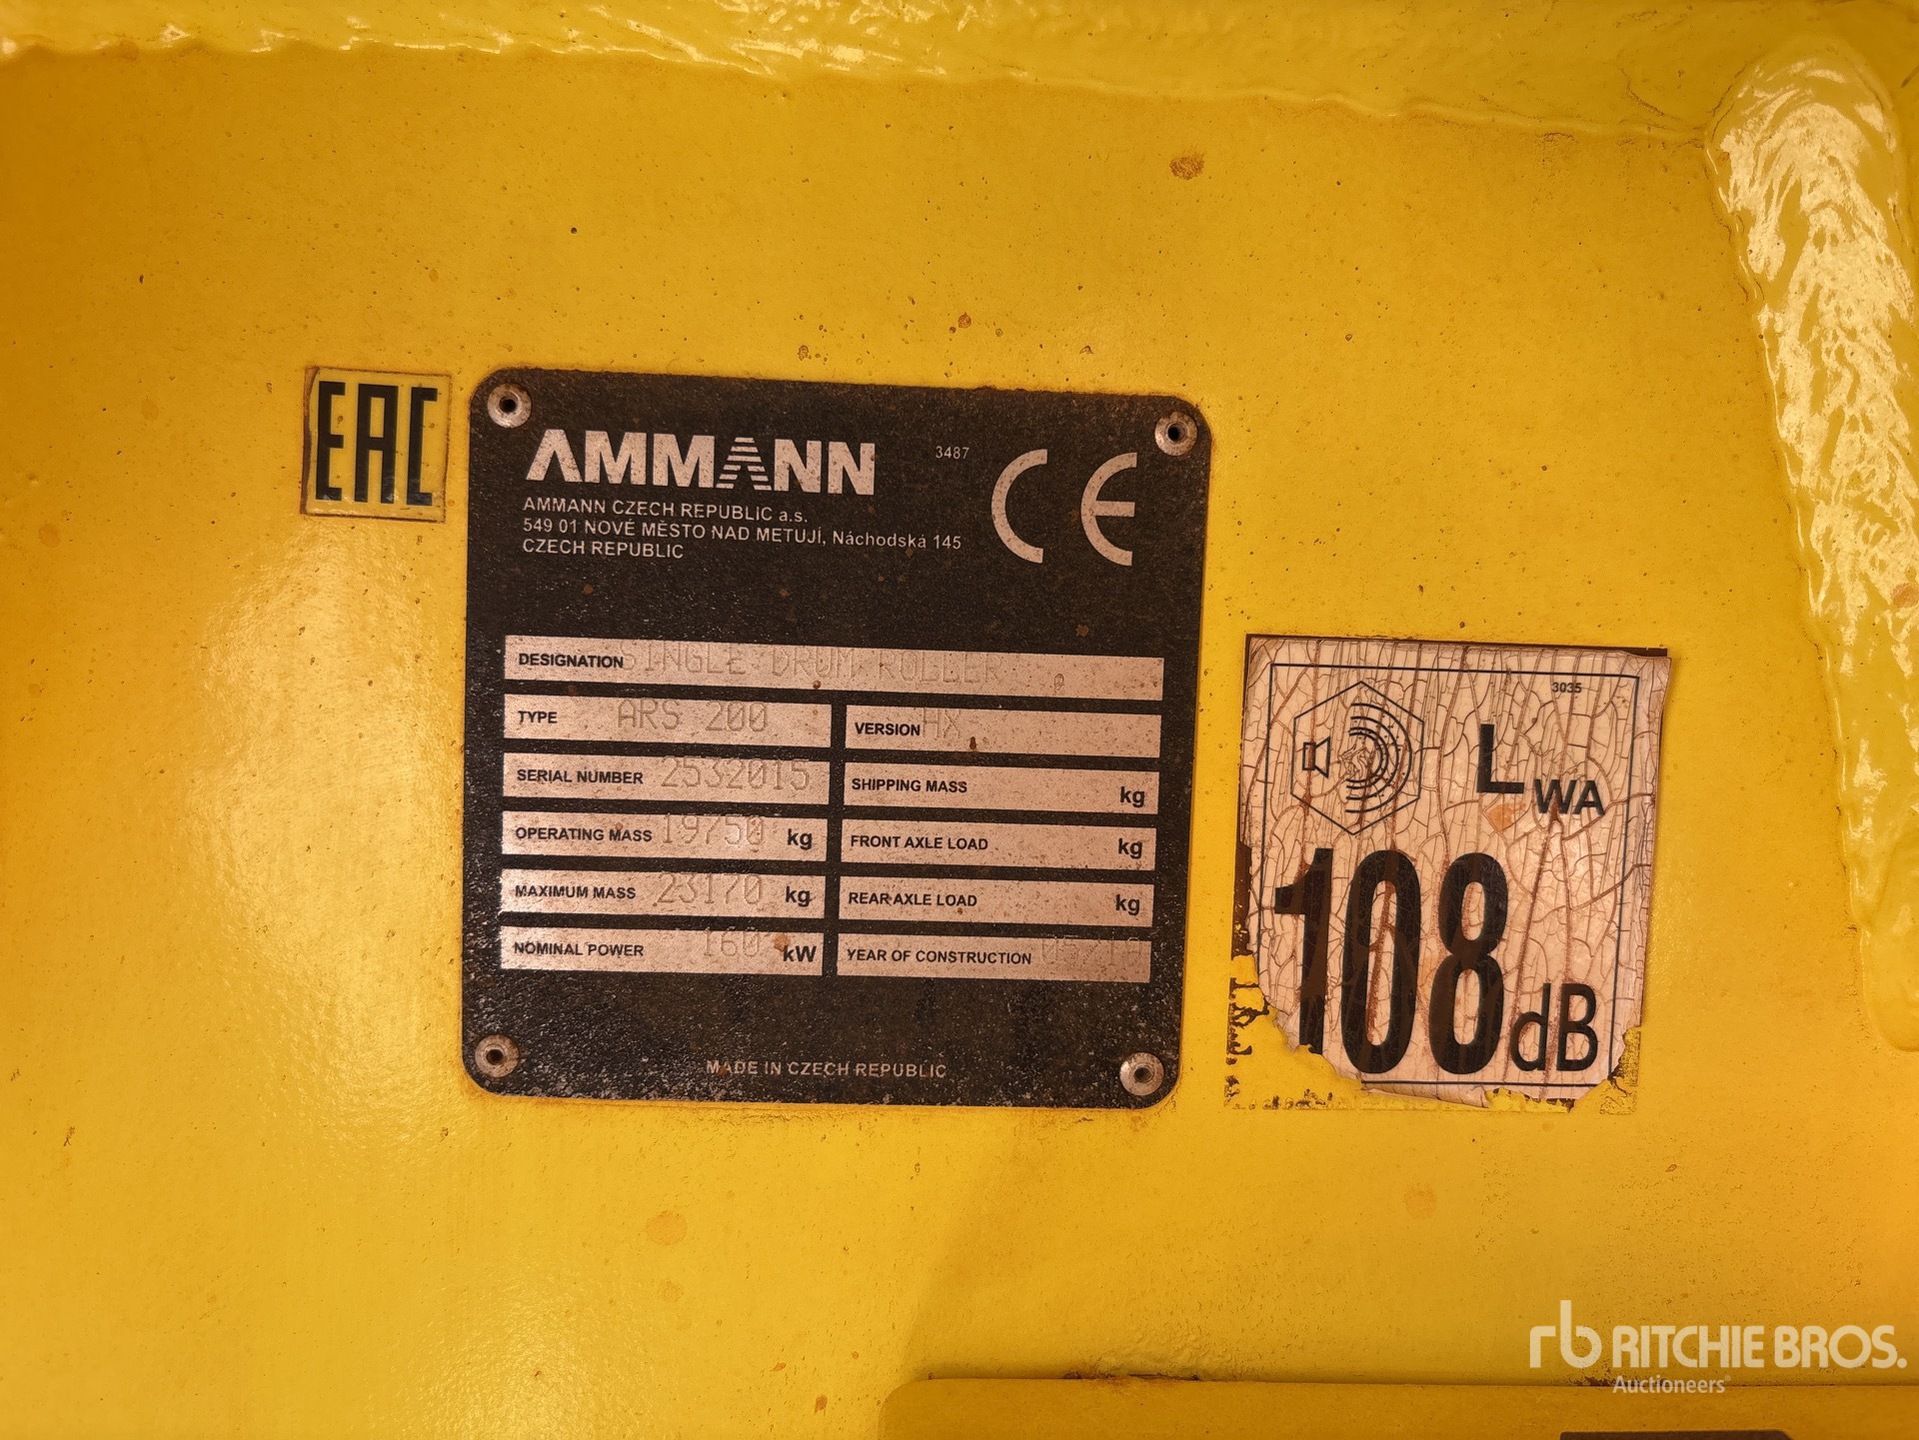 EAC
AMMANN
3487
CE
AMMANN CZECH REPUBLIC a.s.
549 01 NOVÉ MĚSTO NAD METUJÍ, Náchodská 145
CZECH REPUBLIC
DESIGNATION SINGLE DRUM ROLLER
TYPE ARS 200
VERSION HX
SERIAL NUMBER 2532015
SHIPPING MASS kg
OPERATING MASS 19750 kg
FRONT AXLE LOAD kg
MAXIMUM MASS 23170 kg
REAR AXLE LOAD kg
NOMINAL POWER 160 kW
YEAR OF CONSTRUCTION
MADE IN CZECH REPUBLIC
3035
LWA
108dB
rb RITCHIE BROS.
Auctioneers